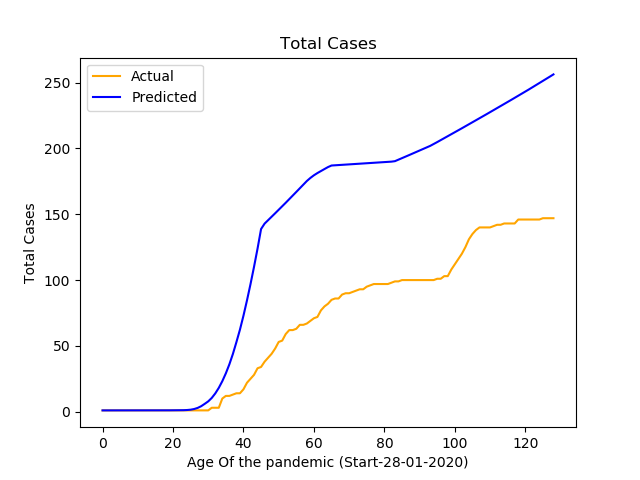 Total Cases
Actual
Predicted
250
200
150
100
50
0
Total Cases
0 20 40 60 80 100 120
Age Of the pandemic (Start-28-01-2020)